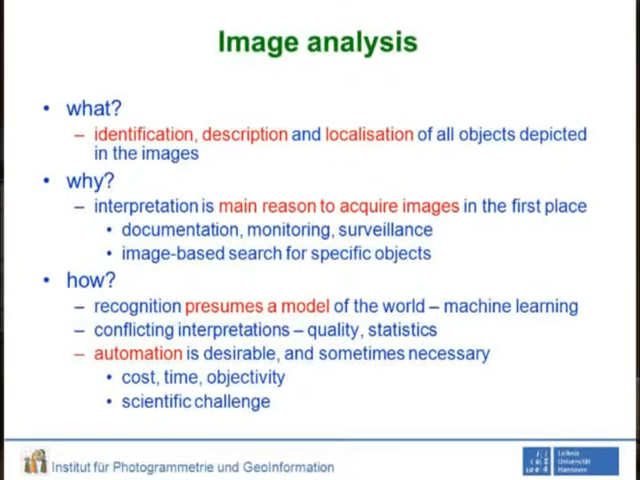 Image analysis
• what?
– identification, description and localisation of all objects depicted
in the images
• why?
– interpretation is main reason to acquire images in the first place
• documentation, monitoring, surveillance
• image-based search for specific objects
• how?
– recognition presumes a model of the world – machine learning
– conflicting interpretations – quality, statistics
– automation is desirable, and sometimes necessary
• cost, time, objectivity
• scientific challenge
Institut für Photogrammetrie und GeoInformation
Leibniz
Universität
Hannover